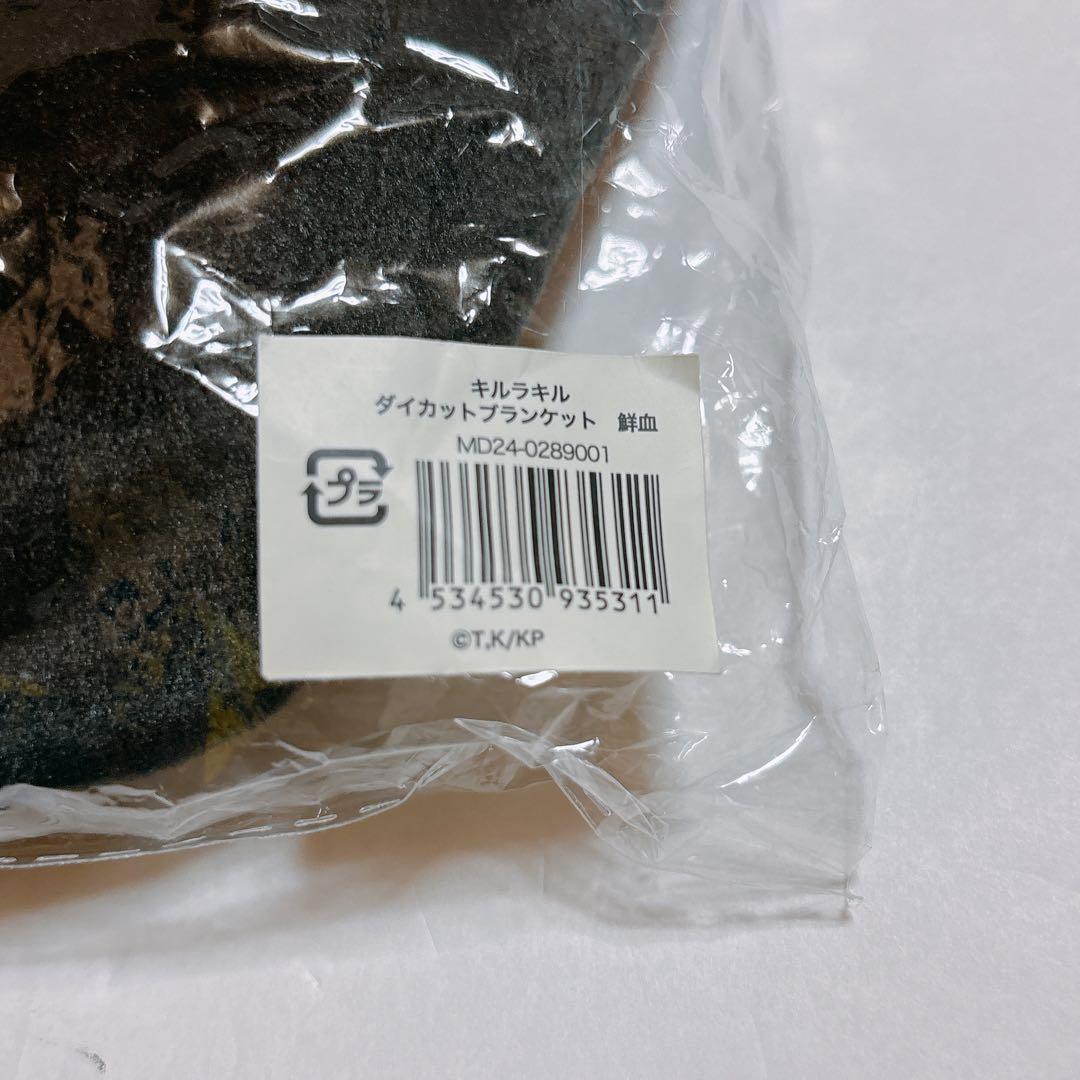 キルラキル
ダイカットブランケット　鮮血
MD24-0289001
プラ
4 534530 935311
©T,K/KP